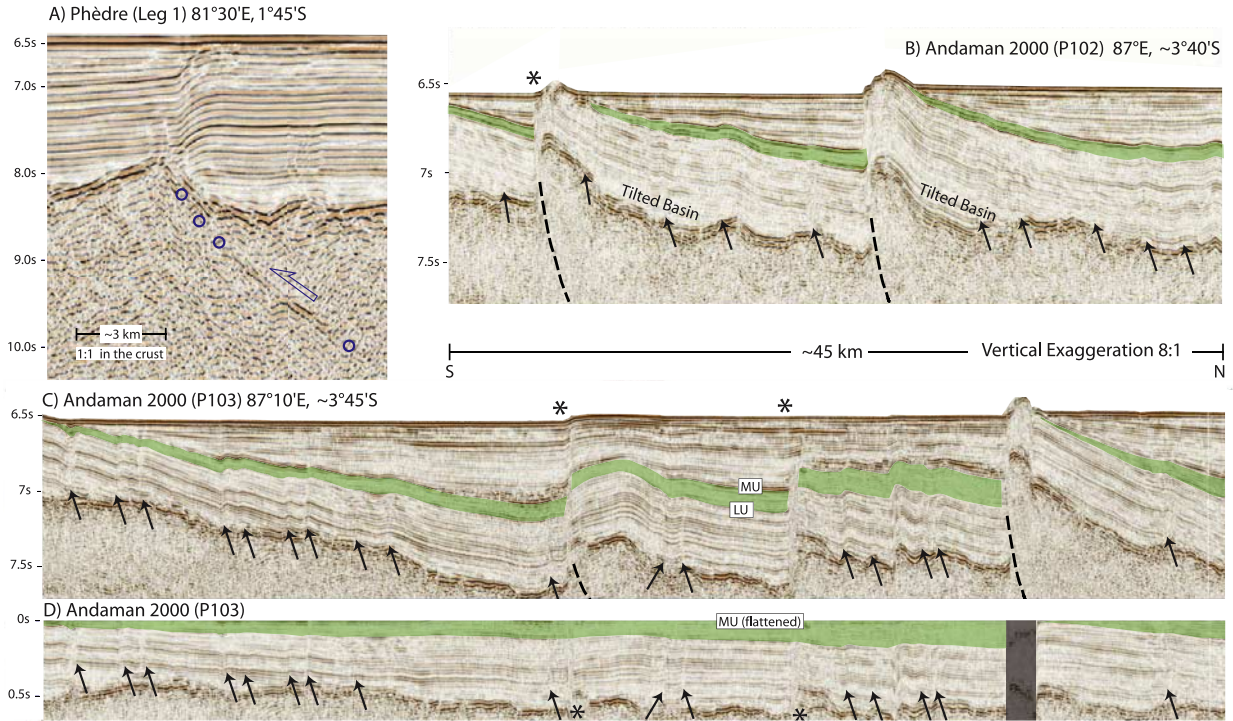 A) Phèdre (Leg 1) 81°30'E, 1°45'S
6.5s
7.0s
8.0s
9.0s
10.0s
~3 km
1:1 in the crust
B) Andaman 2000 (P102) 87°E, ~3°40'S
*
6.5s
7s
7.5s
Tilted Basin
Tilted Basin
~45 km
Vertical Exaggeration 8:1
S
N
C) Andaman 2000 (P103) 87°10'E, ~3°45'S
*
*
6.5s
7s
7.5s
MU
LU
D) Andaman 2000 (P103)
0s
0.5s
MU (flattened)
*
*